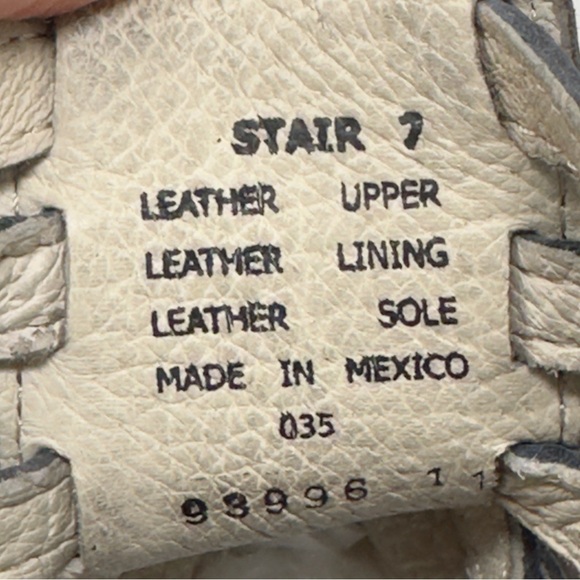 STAIR 7
LEATHER UPPER
LEATHER LINING
LEATHER SOLE
MADE IN MEXICO
035
93996 11